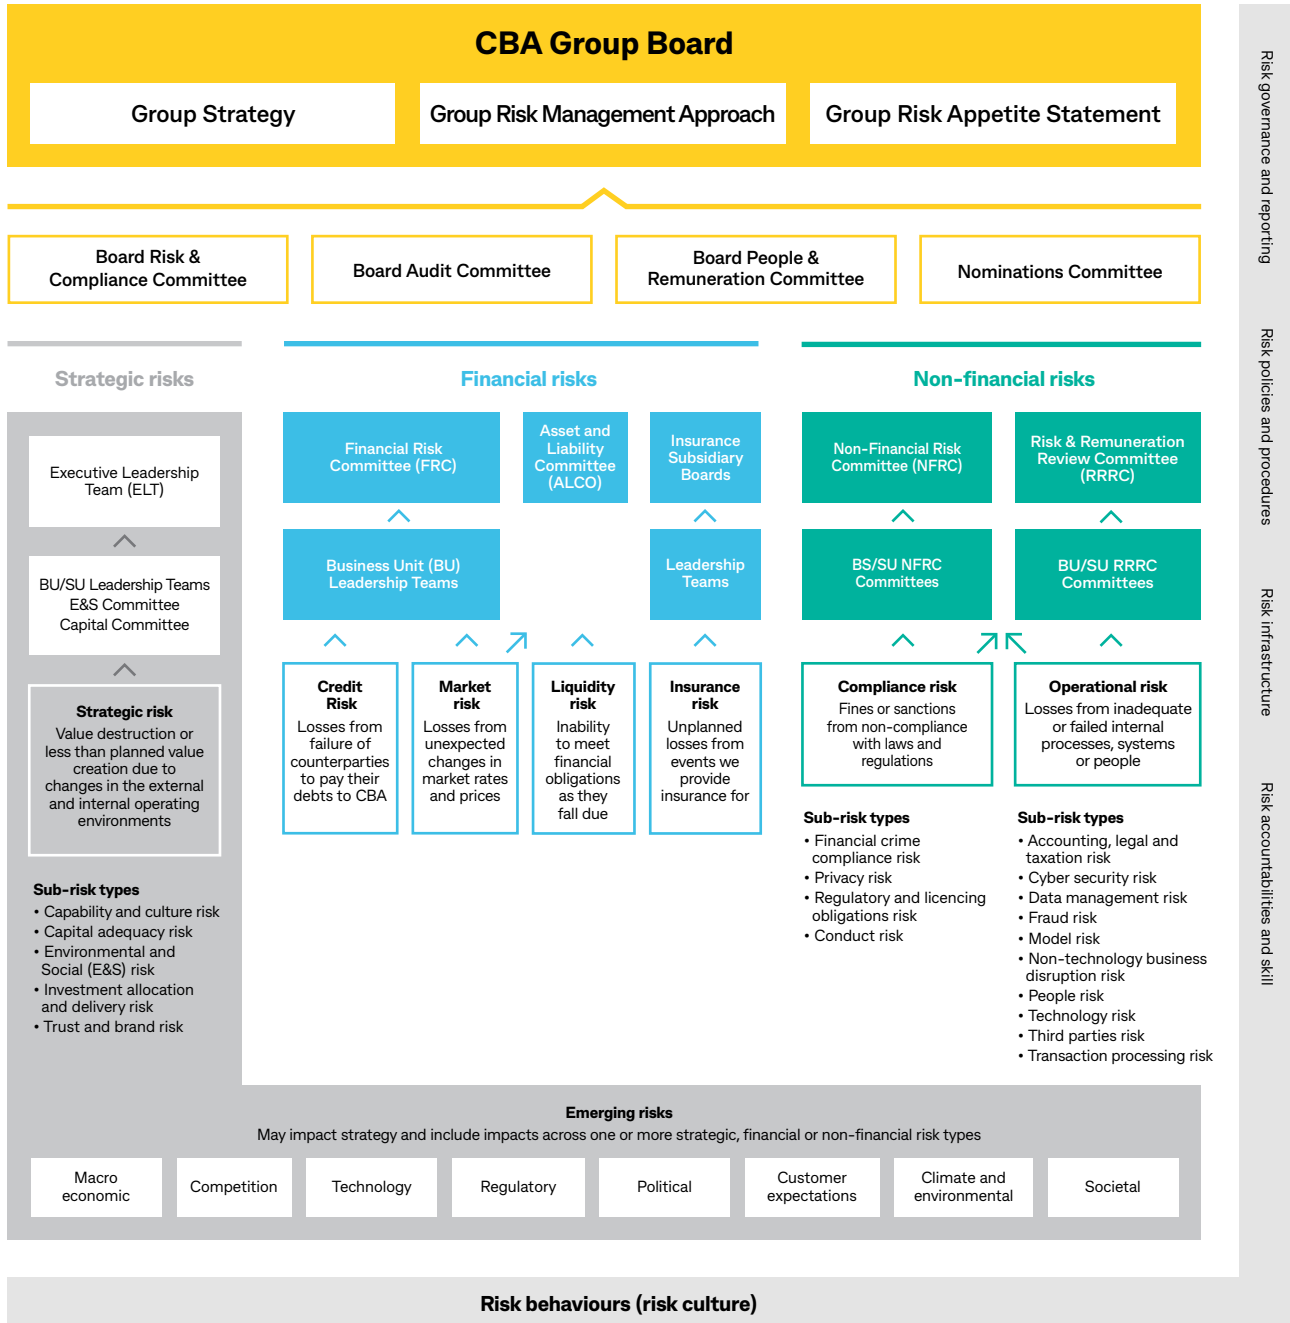 CBA Group Board
Group Strategy
Group Risk Management Approach
Group Risk Appetite Statement
Board Risk &
Compliance Committee
Board Audit Committee
Board People &
Remuneration Committee
Nominations Committee
Strategic risks
Executive Leadership
Team (ELT)
BU/SU Leadership Teams
E&S Committee
Capital Committee
Strategic risk
Value destruction or
less than planned value
creation due to
changes in the external
and internal operating
environments
Sub-risk types
• Capability and culture risk
• Capital adequacy risk
• Environmental and
Social (E&S) risk
• Investment allocation
and delivery risk
• Trust and brand risk
Financial risks
Financial Risk
Committee (FRC)
Asset and
Liability
Committee
(ALCO)
Insurance
Subsidiary
Boards
Business Unit (BU)
Leadership Teams
Leadership
Teams
Credit
Risk
Losses from
failure of
counterparties
to pay their
debts to CBA
Market
risk
Losses from
unexpected
changes in
market rates
and prices
Liquidity
risk
Inability
to meet
financial
obligations
as they
fall due
Insurance
risk
Unplanned
losses from
events we
provide
insurance for
Non-financial risks
Non-Financial Risk
Committee (NFRC)
Risk & Remuneration
Review Committee
(RRRC)
BS/SU NFRC
Committees
BU/SU RRRC
Committees
Compliance risk
Fines or sanctions
from non-compliance
with laws and
regulations
Operational risk
Losses from inadequate
or failed internal
processes, systems
or people
Sub-risk types
• Financial crime
compliance risk
• Privacy risk
• Regulatory and licencing
obligations risk
• Conduct risk
Sub-risk types
• Accounting, legal and
taxation risk
• Cyber security risk
• Data management risk
• Fraud risk
• Model risk
• Non-technology business
disruption risk
• People risk
• Technology risk
• Third parties risk
• Transaction processing risk
Emerging risks
May impact strategy and include impacts across one or more strategic, financial or non-financial risk types
Macro
economic
Competition
Technology
Regulatory
Political
Customer
expectations
Climate and
environmental
Societal
Risk behaviours (risk culture)
Risk governance and reporting
Risk policies and procedures
Risk infrastructure
Risk accountabilities and skill